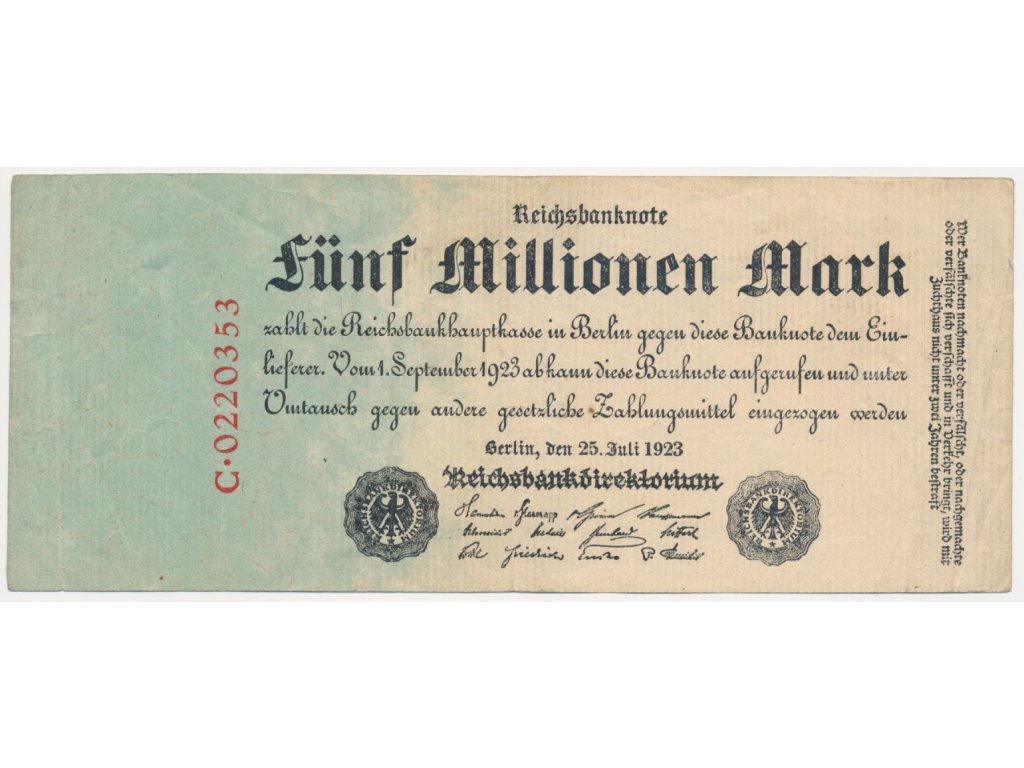 Reichsbanknote
Fünf Millionen Mark
zahlt die Reichsbankhauptkasse in Berlin gegen diese Banknote dem Ein-
lieferer. Vom 1. September 1923 ab kann diese Banknote aufgerufen und unter
Umtausch gegen andere gesetzliche Zahlungsmittel eingezogen werden
Berlin, den 25. Juli 1923
Reichsbankdirektorium
REICHSBANKDIREKTORIUM
REICHSBANKDIREKTORIUM
C·0220353
Wer Banknoten nachmacht oder verfälscht, oder nachgemachte
oder verfälschte sich verschafft und in Verkehr bringt, wird mit
Zuchthaus nicht unter zwei Jahren bestraft